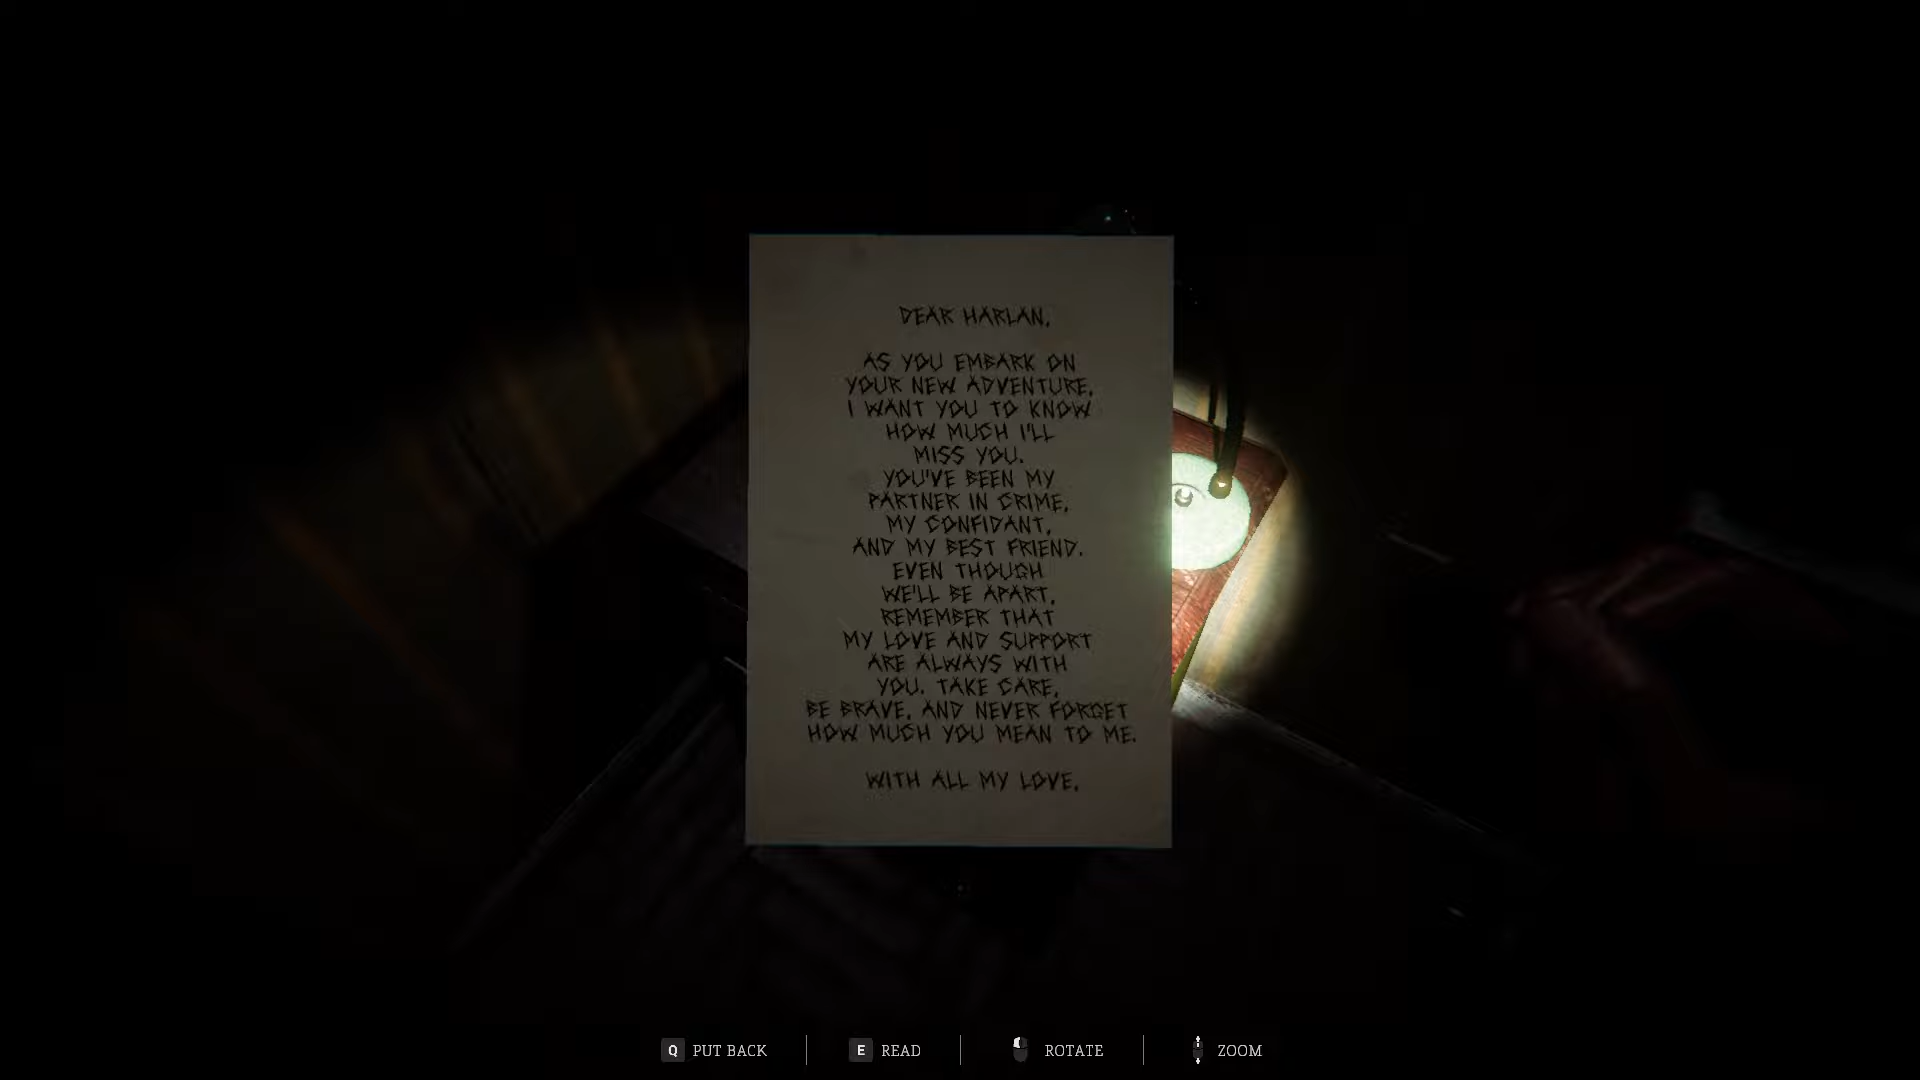 DEAR HARLAN,
AS YOU EMBARK ON
YOUR NEW ADVENTURE,
I WANT YOU TO KNOW
HOW MUCH I'LL
MISS YOU.
YOU'VE BEEN MY
PARTNER IN CRIME,
MY CONFIDANT,
AND MY BEST FRIEND.
EVEN THOUGH
WE'LL BE APART,
REMEMBER THAT
MY LOVE AND SUPPORT
ARE ALWAYS WITH
YOU. TAKE CARE,
BE BRAVE, AND NEVER FORGET
HOW MUCH YOU MEAN TO ME.
WITH ALL MY LOVE,
Q PUT BACK
E READ
ROTATE
ZOOM